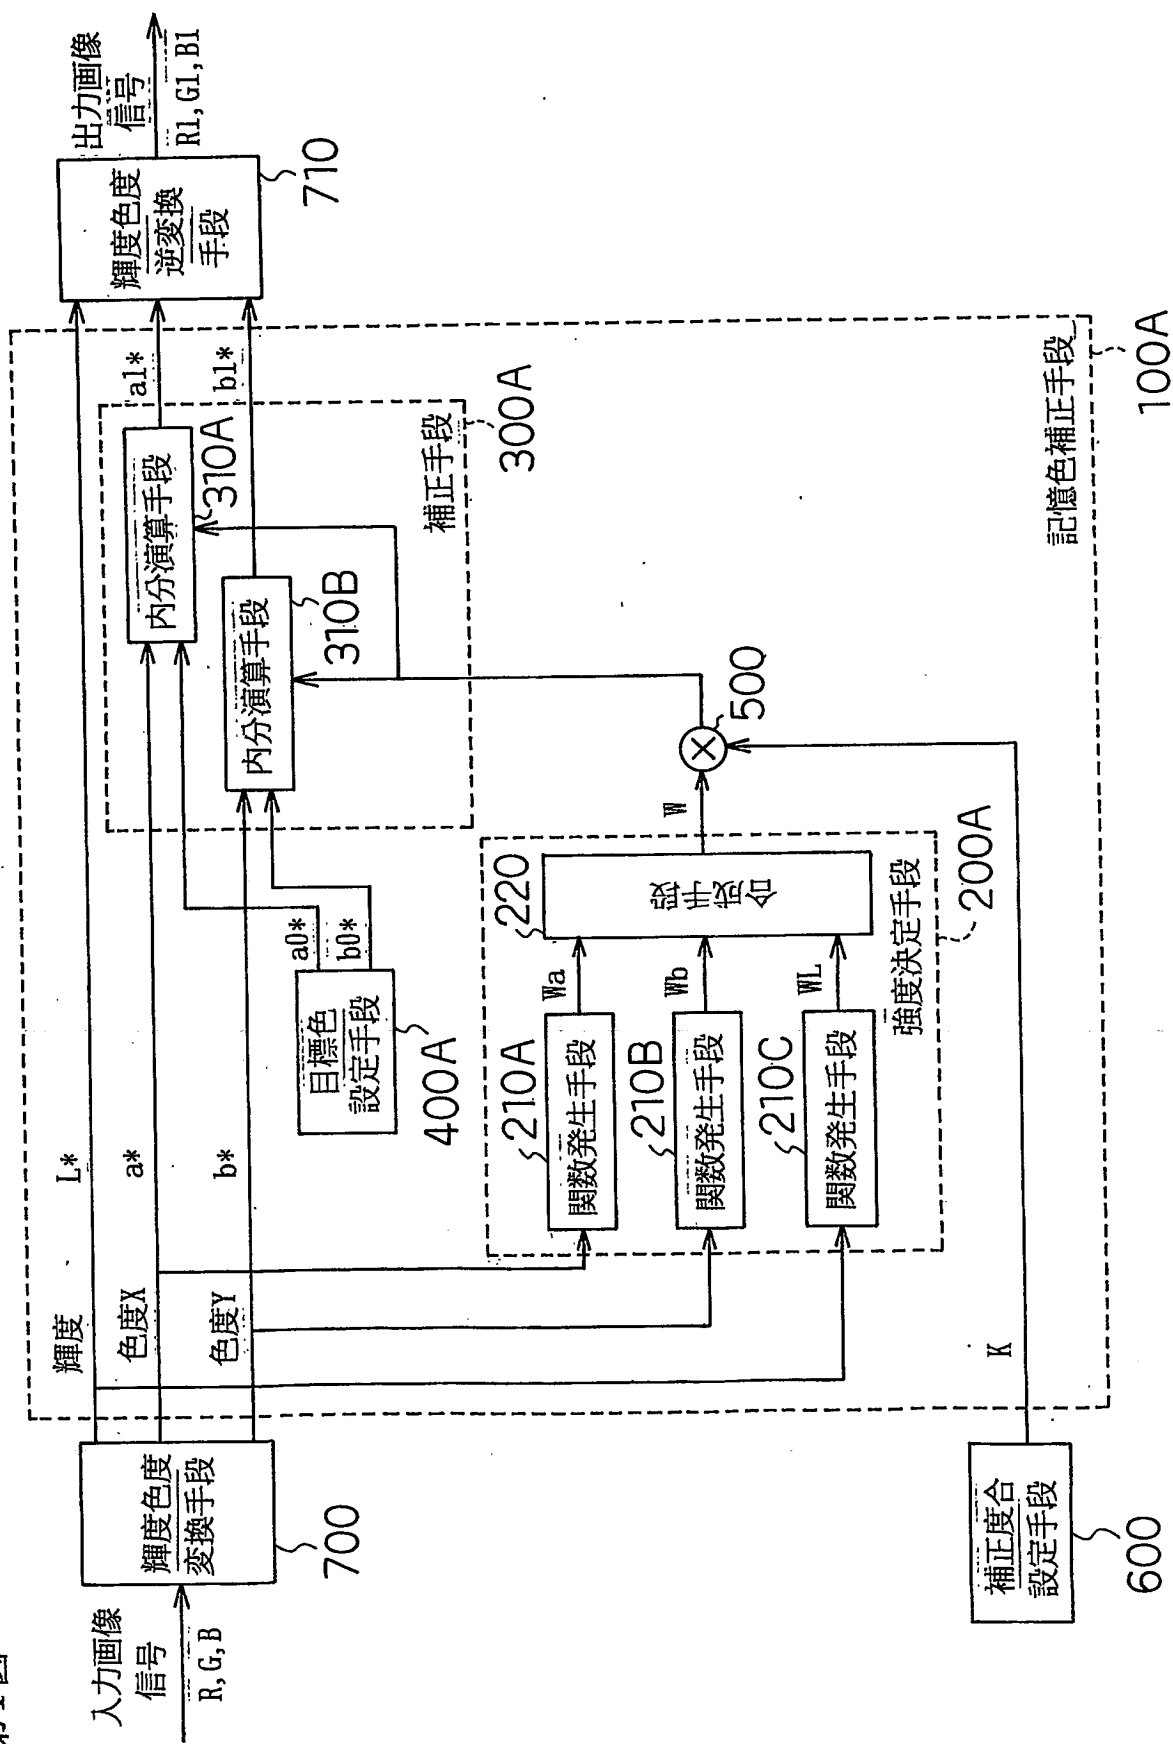 第1図
入力画像
信号
R,G,B
輝度色度
変換手段
700
輝度
L*
色度X
a*
色度Y
b*
目標色
設定手段
400A
a0*
b0*
内分演算手段
310A
内分演算手段
310B
補正手段
300A
a1*
b1*
輝度色度
逆変換
手段
710
出力画像
信号
R1,G1,B1
関数発生手段
210A
Wa
関数発生手段
210B
Wb
関数発生手段
210C
WL
合成手段
220
強度決定手段
200A
W
500
補正度合
設定手段
600
K
記憶色補正手段
100A